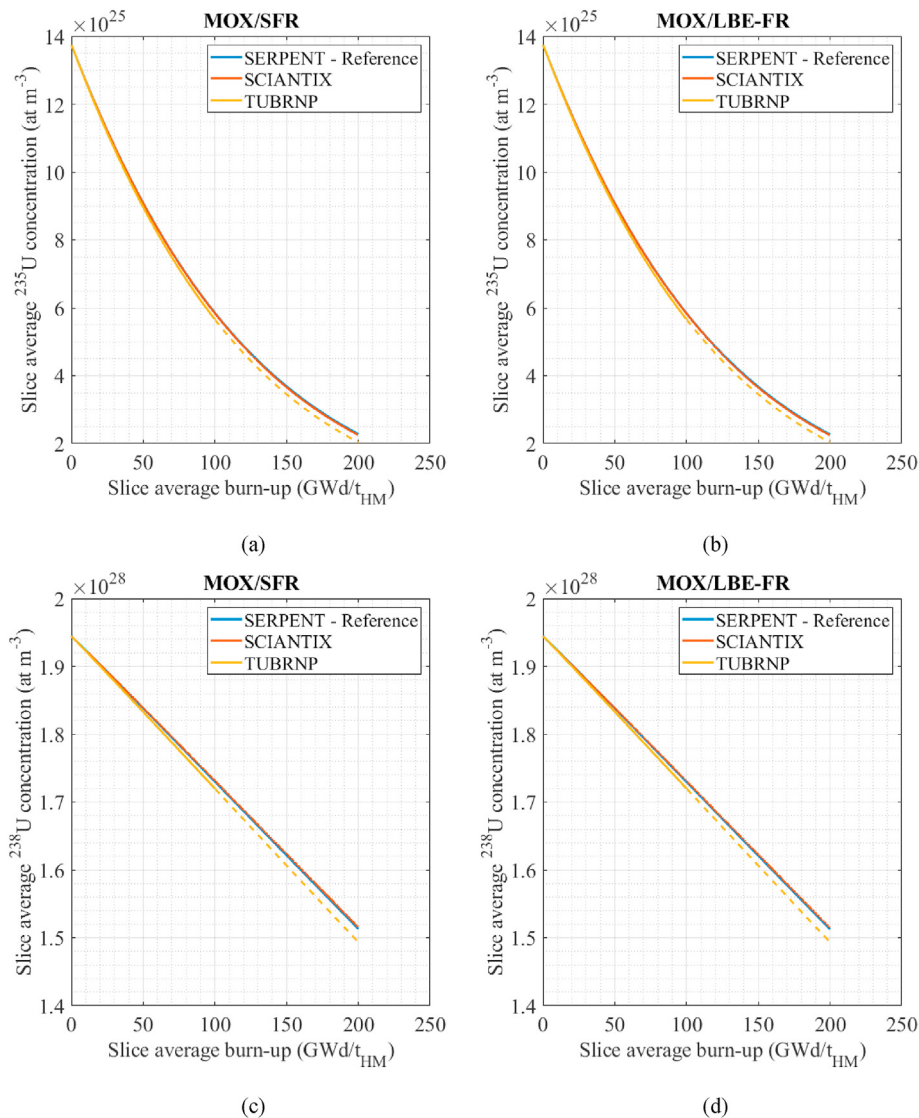 MOX/SFR
×10^25
SERPENT - Reference
SCIANTIX
TUBRNP
14
12
10
8
6
4
2
0
50
100
150
200
250
Slice average ^235U concentration (at m^-3)
Slice average burn-up (GWd/t_HM)
(a)
MOX/LBE-FR
×10^25
SERPENT - Reference
SCIANTIX
TUBRNP
14
12
10
8
6
4
2
0
50
100
150
200
250
Slice average ^235U concentration (at m^-3)
Slice average burn-up (GWd/t_HM)
(b)
MOX/SFR
×10^28
SERPENT - Reference
SCIANTIX
TUBRNP
2
1.9
1.8
1.7
1.6
1.5
1.4
0
50
100
150
200
250
Slice average ^238U concentration (at m^-3)
Slice average burn-up (GWd/t_HM)
(c)
MOX/LBE-FR
×10^28
SERPENT - Reference
SCIANTIX
TUBRNP
2
1.9
1.8
1.7
1.6
1.5
1.4
0
50
100
150
200
250
Slice average ^238U concentration (at m^-3)
Slice average burn-up (GWd/t_HM)
(d)